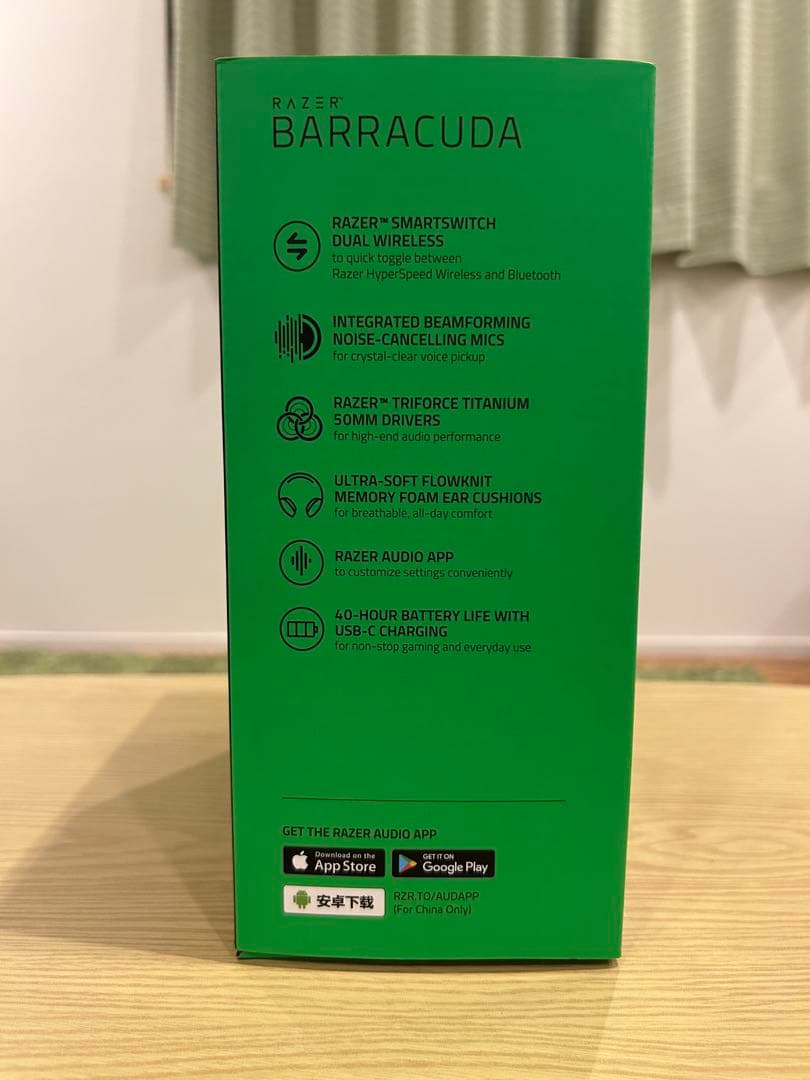 RAZER™
BARRACUDA
RAZER™ SMARTSWITCH
DUAL WIRELESS
to quick toggle between
Razer HyperSpeed Wireless and Bluetooth
INTEGRATED BEAMFORMING
NOISE-CANCELLING MICS
for crystal-clear voice pickup
RAZER™ TRIFORCE TITANIUM
50MM DRIVERS
for high-end audio performance
ULTRA-SOFT FLOWKNIT
MEMORY FOAM EAR CUSHIONS
for breathable, all-day comfort
RAZER AUDIO APP
to customize settings conveniently
40-HOUR BATTERY LIFE WITH
USB-C CHARGING
for non-stop gaming and everyday use
GET THE RAZER AUDIO APP
Download on the
App Store
GET IT ON
Google Play
安卓下载
RZR.TO/AUDAPP
(For China Only)